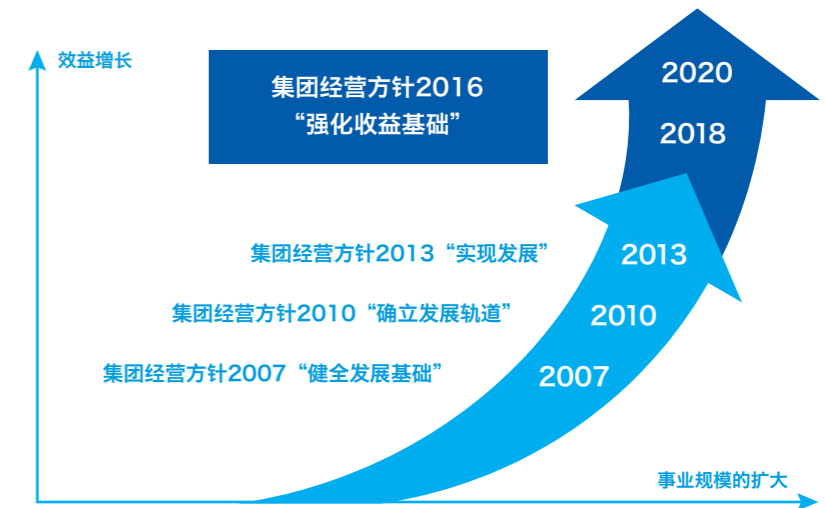 效益增长
集团经营方针2016
“强化收益基础”
2020
2018
集团经营方针2013“实现发展”
2013
集团经营方针2010“确立发展轨道”
2010
集团经营方针2007“健全发展基础”
2007
事业规模的扩大